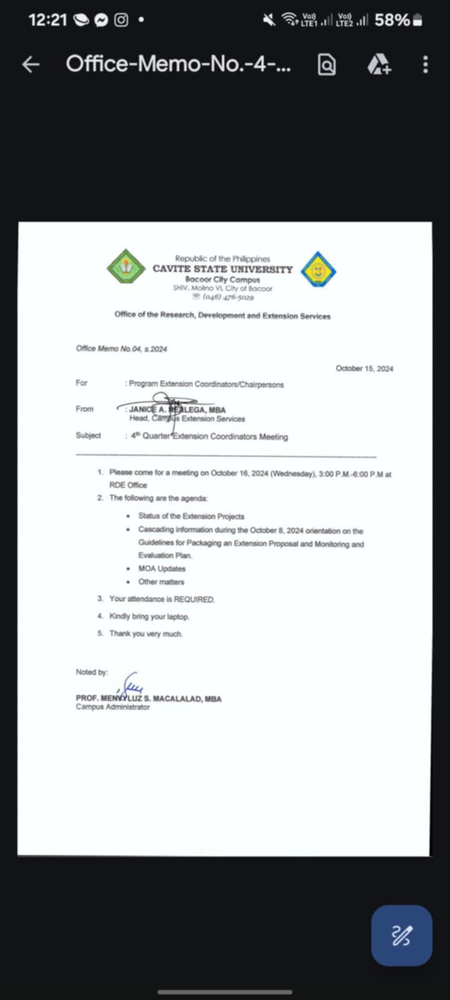 12:21
Vo)) LTE1
Vo)) LTE2
58%
Office-Memo-No.-4-...
Republic of the Philippines
CAVITE STATE UNIVERSITY
Bacoor City Campus
SHIV, Molino VI, City of Bacoor
☏ (046) 476-5029
Office of the Research, Development and Extension Services
Office Memo No.04, s.2024
October 15, 2024
For : Program Extension Coordinators/Chairpersons
From : JANICE A. REALEGA, MBA
Head, Campus Extension Services
Subject : 4th Quarter Extension Coordinators Meeting
1. Please come for a meeting on October 16, 2024 (Wednesday), 3:00 P.M.-6:00 P.M at
RDE Office
2. The following are the agenda:
• Status of the Extension Projects
• Cascading information during the October 8, 2024 orientation on the
Guidelines for Packaging an Extension Proposal and Monitoring and
Evaluation Plan.
• MOA Updates
• Other matters
3. Your attendance is REQUIRED.
4. Kindly bring your laptop.
5. Thank you very much.
Noted by:
PROF. MENVYLUZ S. MACALALAD, MBA
Campus Administrator